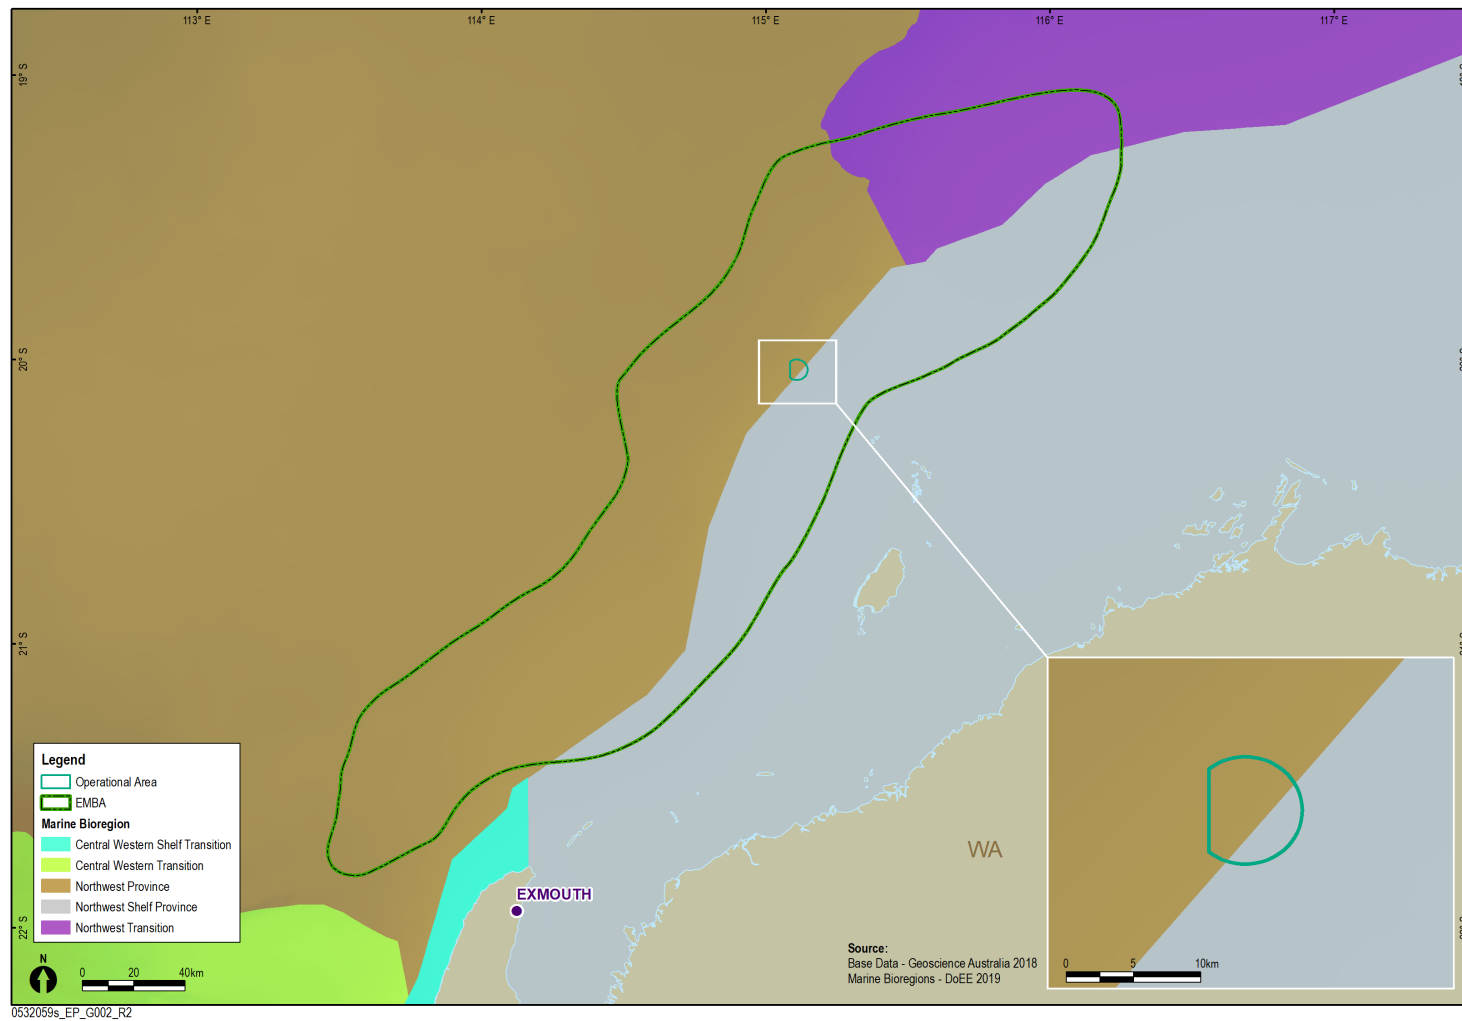 113° E
114° E
115° E
116° E
117° E
19° S
20° S
21° S
22° S
Legend
Operational Area
EMBA
Marine Bioregion
Central Western Shelf Transition
Central Western Transition
Northwest Province
Northwest Shelf Province
Northwest Transition
WA
EXMOUTH
N
0 20 40km
Source:
Base Data - Geoscience Australia 2018
Marine Bioregions - DoEE 2019
0 5 10km
0532059s_EP_G002_R2